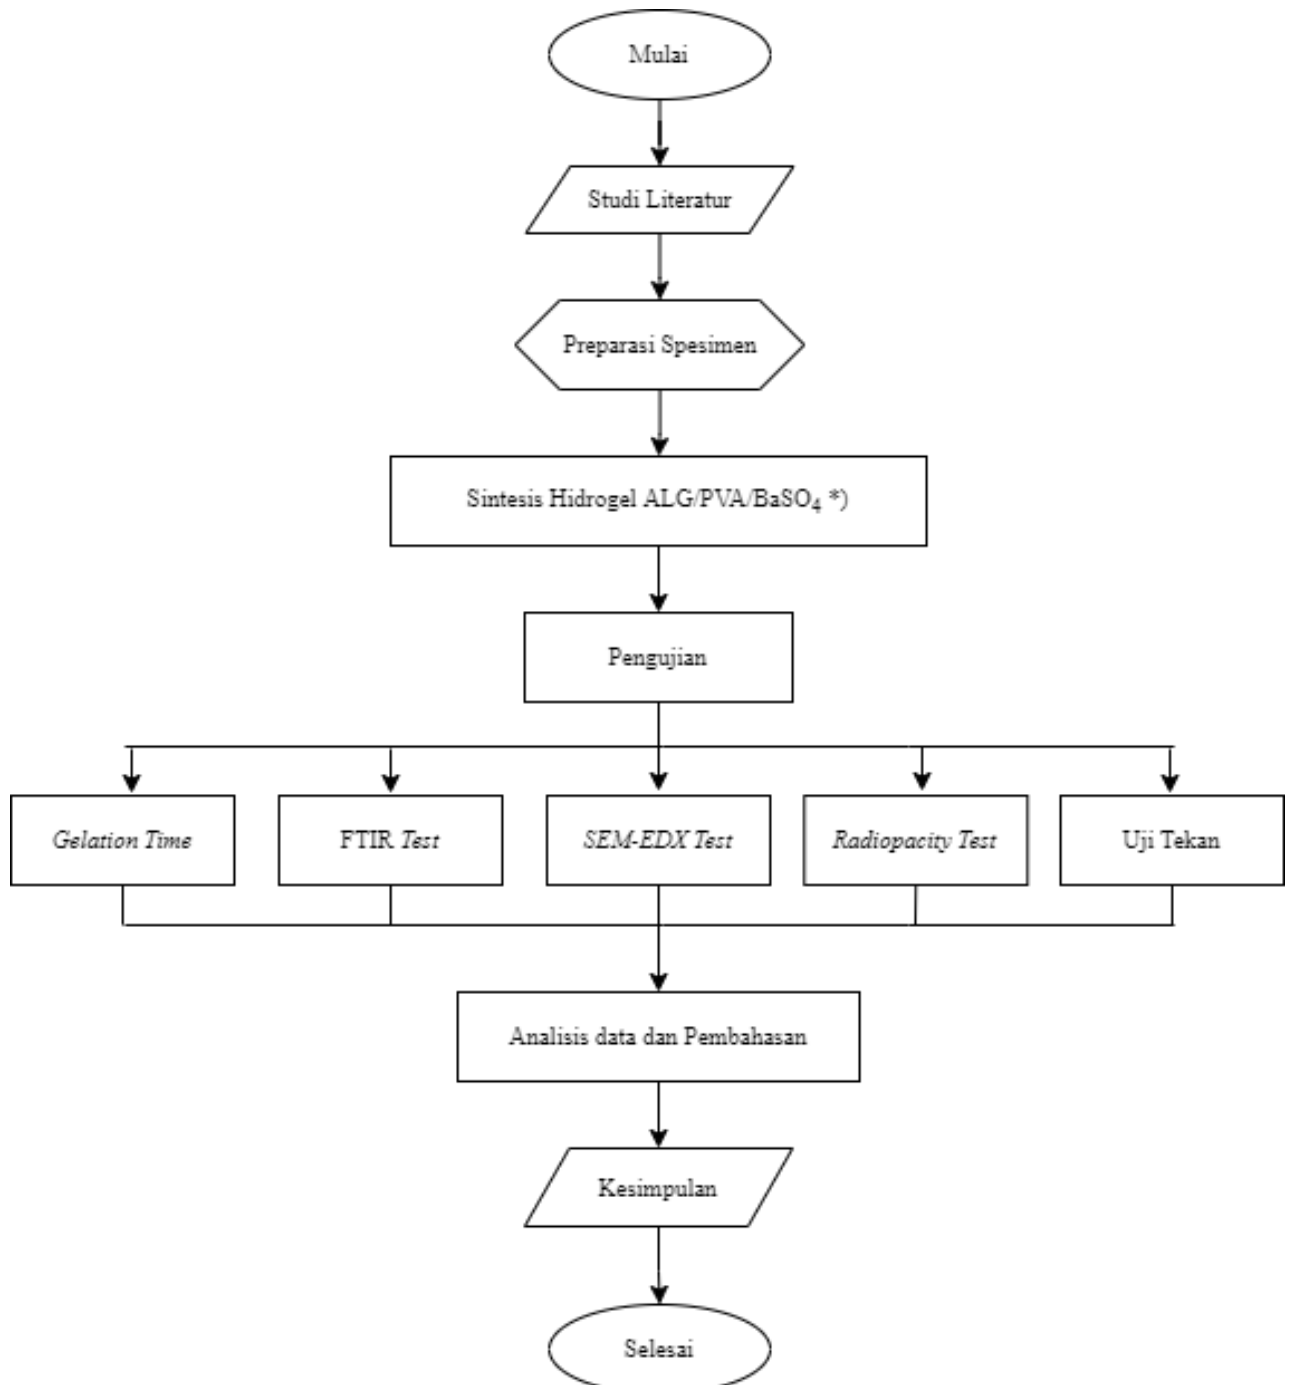 Mulai
Studi Literatur
Preparasi Spesimen
Sintesis Hidrogel ALG/PVA/BaSO₄ *)
Pengujian
Gelation Time
FTIR Test
SEM-EDX Test
Radiopacity Test
Uji Tekan
Analisis data dan Pembahasan
Kesimpulan
Selesai